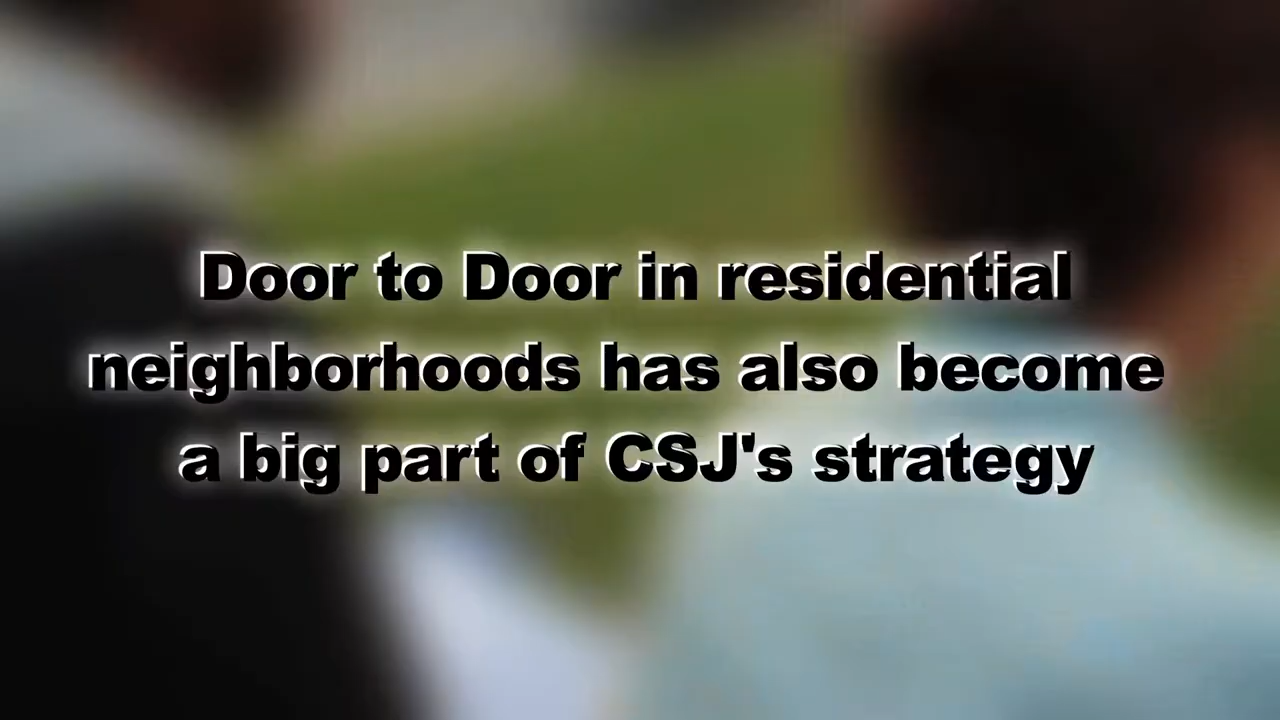 Door to Door in residential
neighborhoods has also become
a big part of CSJ's strategy